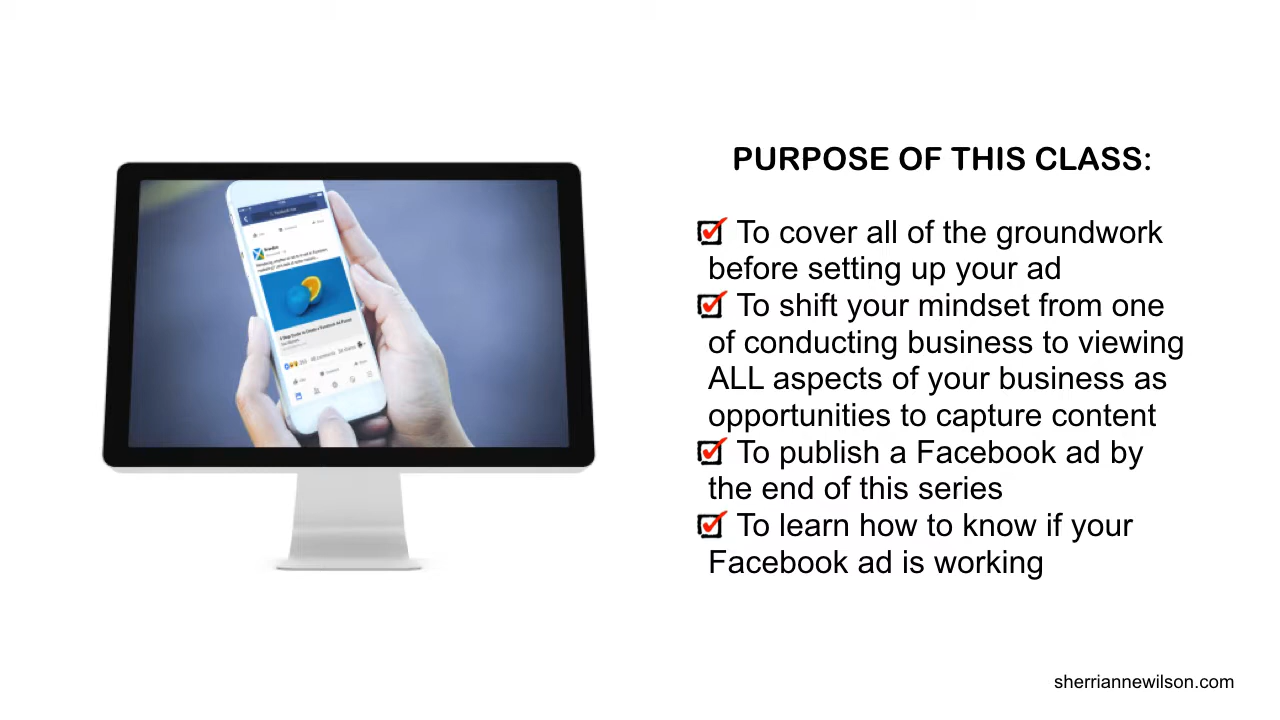 PURPOSE OF THIS CLASS:
To cover all of the groundwork
before setting up your ad
To shift your mindset from one
of conducting business to viewing
ALL aspects of your business as
opportunities to capture content
To publish a Facebook ad by
the end of this series
To learn how to know if your
Facebook ad is working
sherriannewilson.com